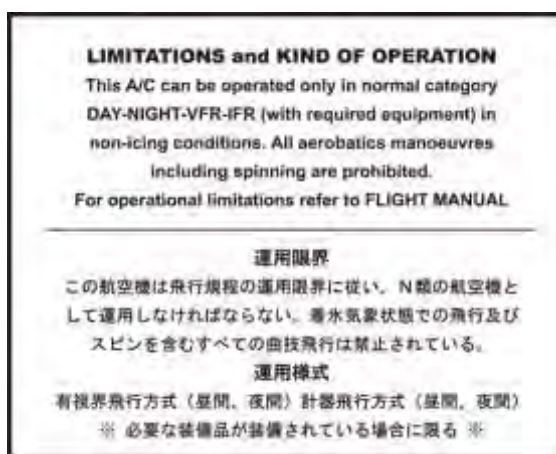 LIMITATIONS and KIND OF OPERATION
This A/C can be operated only in normal category
DAY-NIGHT-VFR-IFR (with required equipment) in
non-icing conditions. All aerobatics manoeuvres
including spinning are prohibited.
For operational limitations refer to FLIGHT MANUAL
運用限界
この航空機は飛行規程の運用限界に従い、N類の航空機と
して運用しなければならない。着氷気象状態での飛行及び
スピンを含むすべての曲技飛行は禁止されている。
運用様式
有視界飛行方式（昼間、夜間）計器飛行方式（昼間、夜間）
※ 必要な装備品が装備されている場合に限る ※